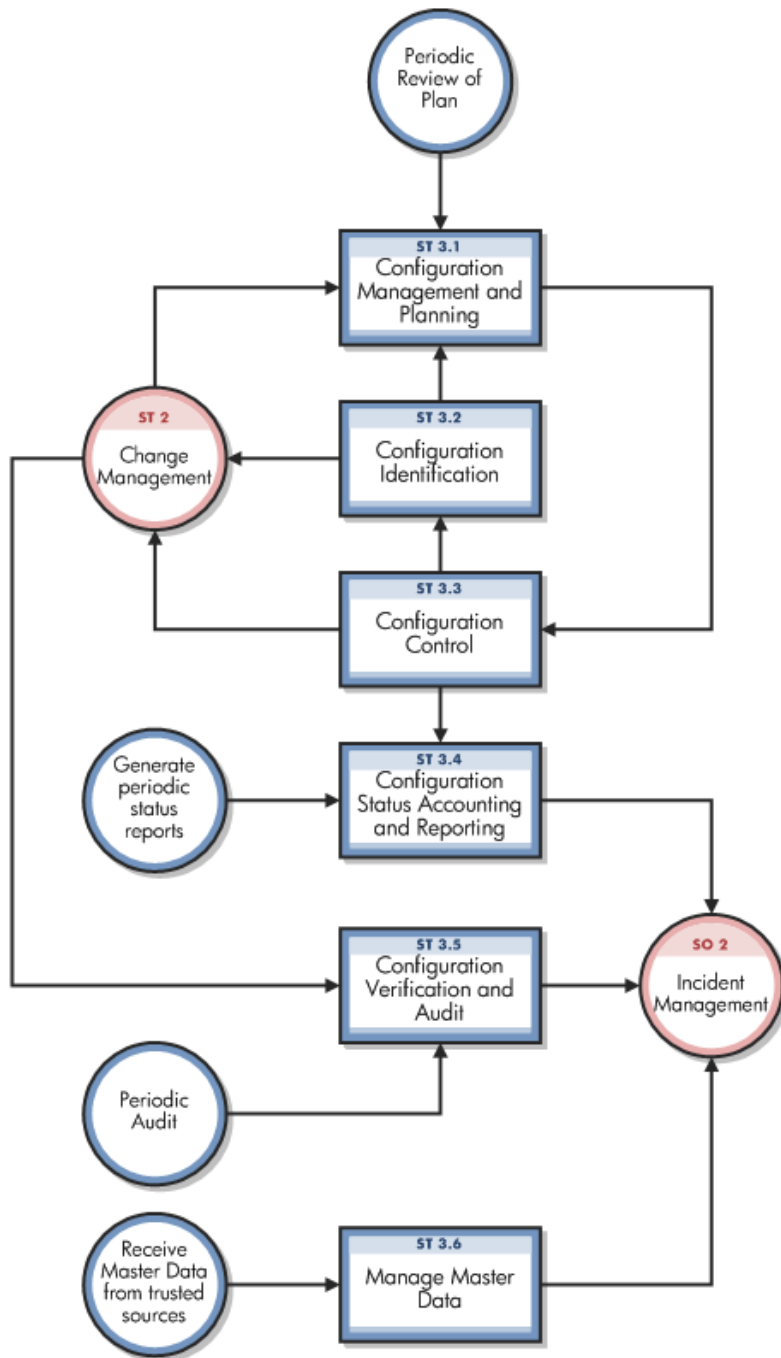 Periodic
Review of
Plan
ST 3.1
Configuration
Management and
Planning
ST 2
Change
Management
ST 3.2
Configuration
Identification
ST 3.3
Configuration
Control
Generate
periodic
status
reports
ST 3.4
Configuration
Status Accounting
and Reporting
ST 3.5
Configuration
Verification and
Audit
SO 2
Incident
Management
Periodic
Audit
Receive
Master Data
from trusted
sources
ST 3.6
Manage Master
Data